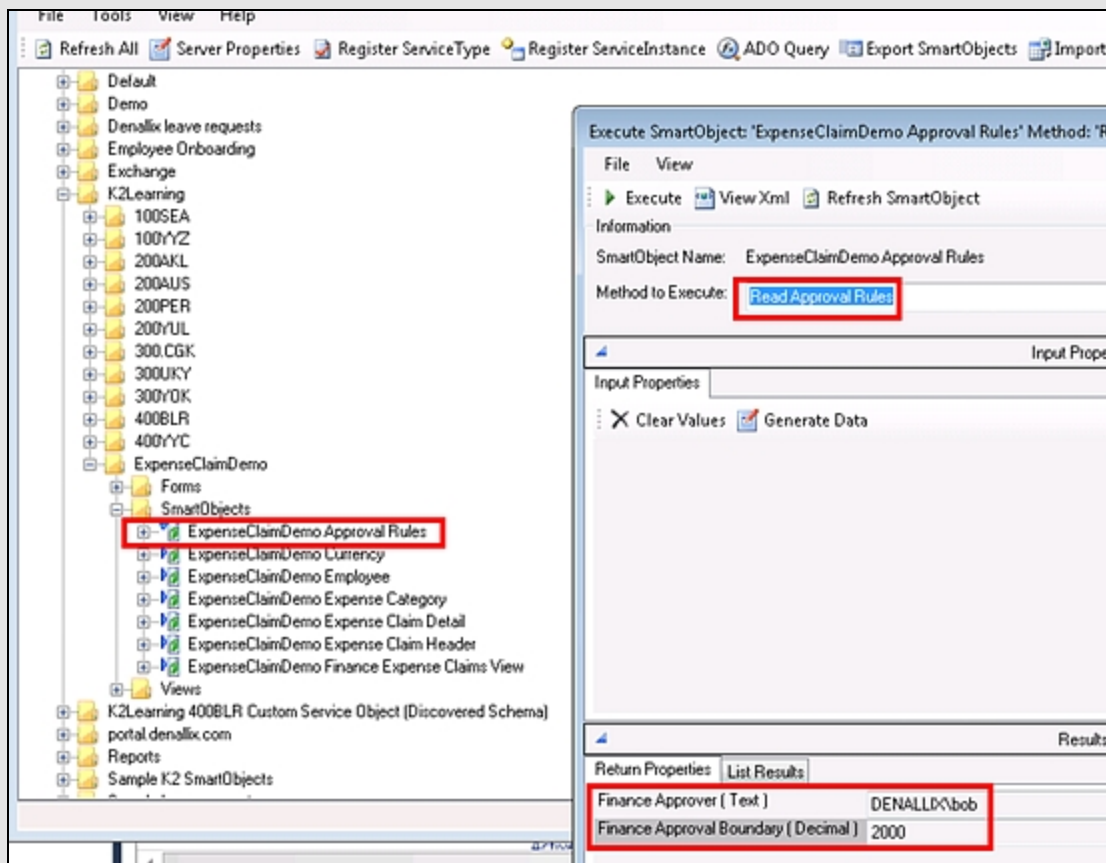 File Tools View Help
Refresh All Server Properties Register ServiceType Register ServiceInstance ADO Query Export SmartObjects Import
Default
Demo
Denallix leave requests
Employee Onboarding
Exchange
K2Learning
100SEA
100YYZ
200AKL
200AUS
200PER
200YUL
300.CGK
300UKY
300YOK
400BLR
400YYC
ExpenseClaimDemo
Forms
SmartObjects
ExpenseClaimDemo Approval Rules
ExpenseClaimDemo Currency
ExpenseClaimDemo Employee
ExpenseClaimDemo Expense Category
ExpenseClaimDemo Expense Claim Detail
ExpenseClaimDemo Expense Claim Header
ExpenseClaimDemo Finance Expense Claims View
Views
K2Learning 400BLR Custom Service Object (Discovered Schema)
portal.denallix.com
Reports
Sample K2 SmartObjects
Execute SmartObject: 'ExpenseClaimDemo Approval Rules' Method: 'R
File View
Execute View Xml Refresh SmartObject
Information
SmartObject Name: ExpenseClaimDemo Approval Rules
Method to Execute: Read Approval Rules
Input Prope
Input Properties
Clear Values Generate Data
Results
Return Properties List Results
Finance Approver ( Text ) DENALLIX\bob
Finance Approval Boundary ( Decimal ) 2000